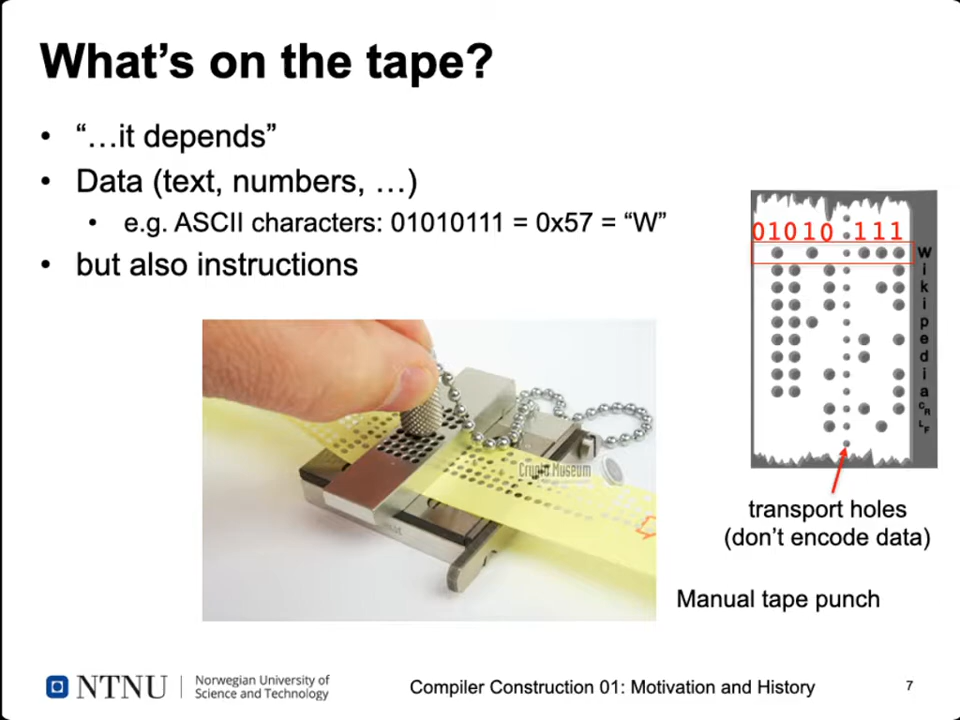 What's on the tape?
• “…it depends”
• Data (text, numbers, …)
• e.g. ASCII characters: 01010111 = 0x57 = “W”
• but also instructions
01010 111
W
i
k
i
p
e
d
i
a
CR
LF
Crypto Museum
transport holes
(don't encode data)
Manual tape punch
NTNU
Norwegian University of
Science and Technology
Compiler Construction 01: Motivation and History
7